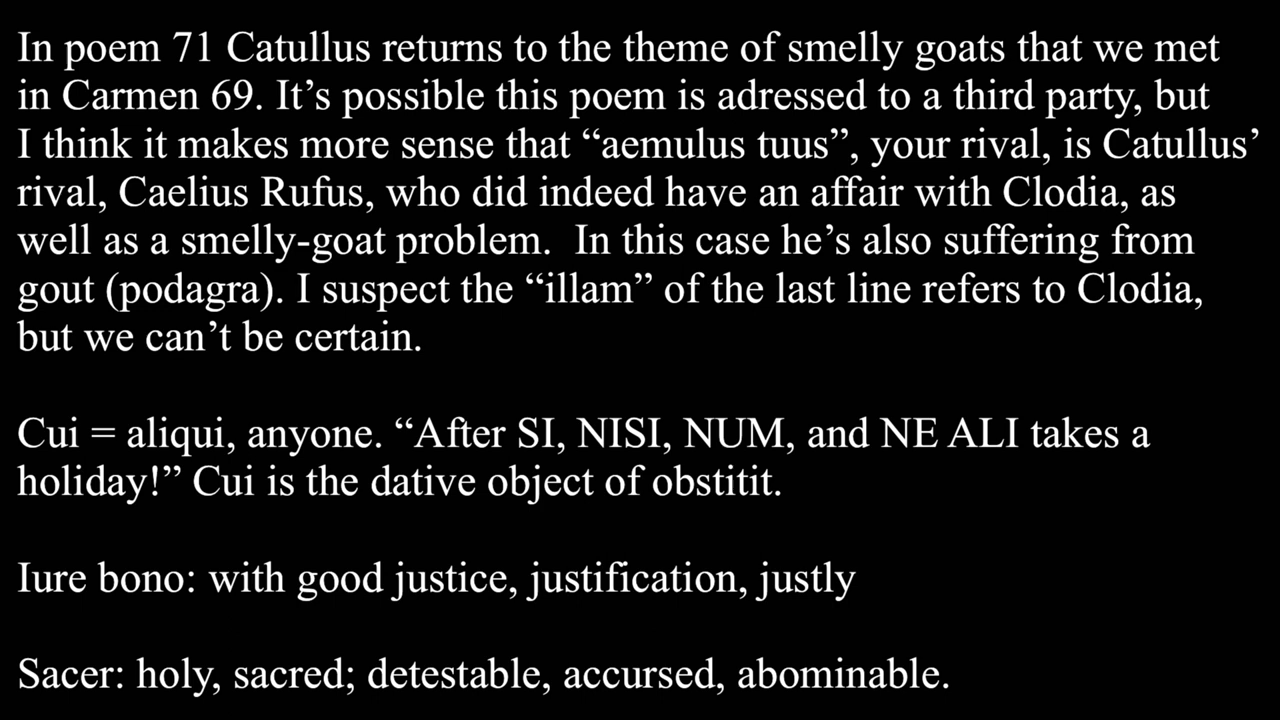 In poem 71 Catullus returns to the theme of smelly goats that we met
in Carmen 69. It’s possible this poem is adressed to a third party, but
I think it makes more sense that “aemulus tuus”, your rival, is Catullus’
rival, Caelius Rufus, who did indeed have an affair with Clodia, as
well as a smelly-goat problem.  In this case he’s also suffering from
gout (podagra). I suspect the “illam” of the last line refers to Clodia,
but we can’t be certain.
Cui = aliqui, anyone. “After SI, NISI, NUM, and NE ALI takes a
holiday!” Cui is the dative object of obstitit.
Iure bono: with good justice, justification, justly
Sacer: holy, sacred; detestable, accursed, abominable.